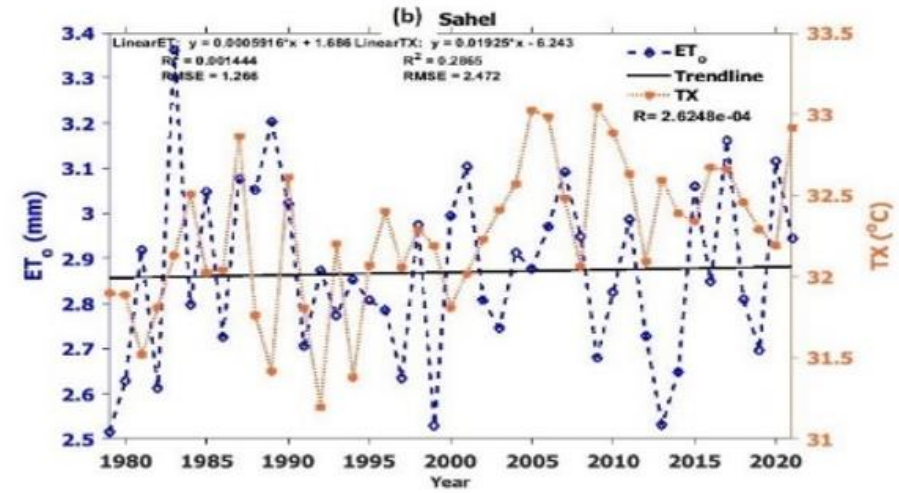 (b) Sahel
LinearET: y = 0.0005916*x + 1.686 LinearTX: y = 0.01925*x - 6.243
R² = 0.001444 R² = 0.2865
RMSE = 1.266 RMSE = 2.472
ETo
Trendline
TX
R= 2.6248e-04
3.4
3.3
3.2
3.1
3
2.9
2.8
2.7
2.6
2.5
ETo (mm)
33.5
33
32.5
32
31.5
31
TX (°C)
1980 1985 1990 1995 2000 2005 2010 2015 2020
Year